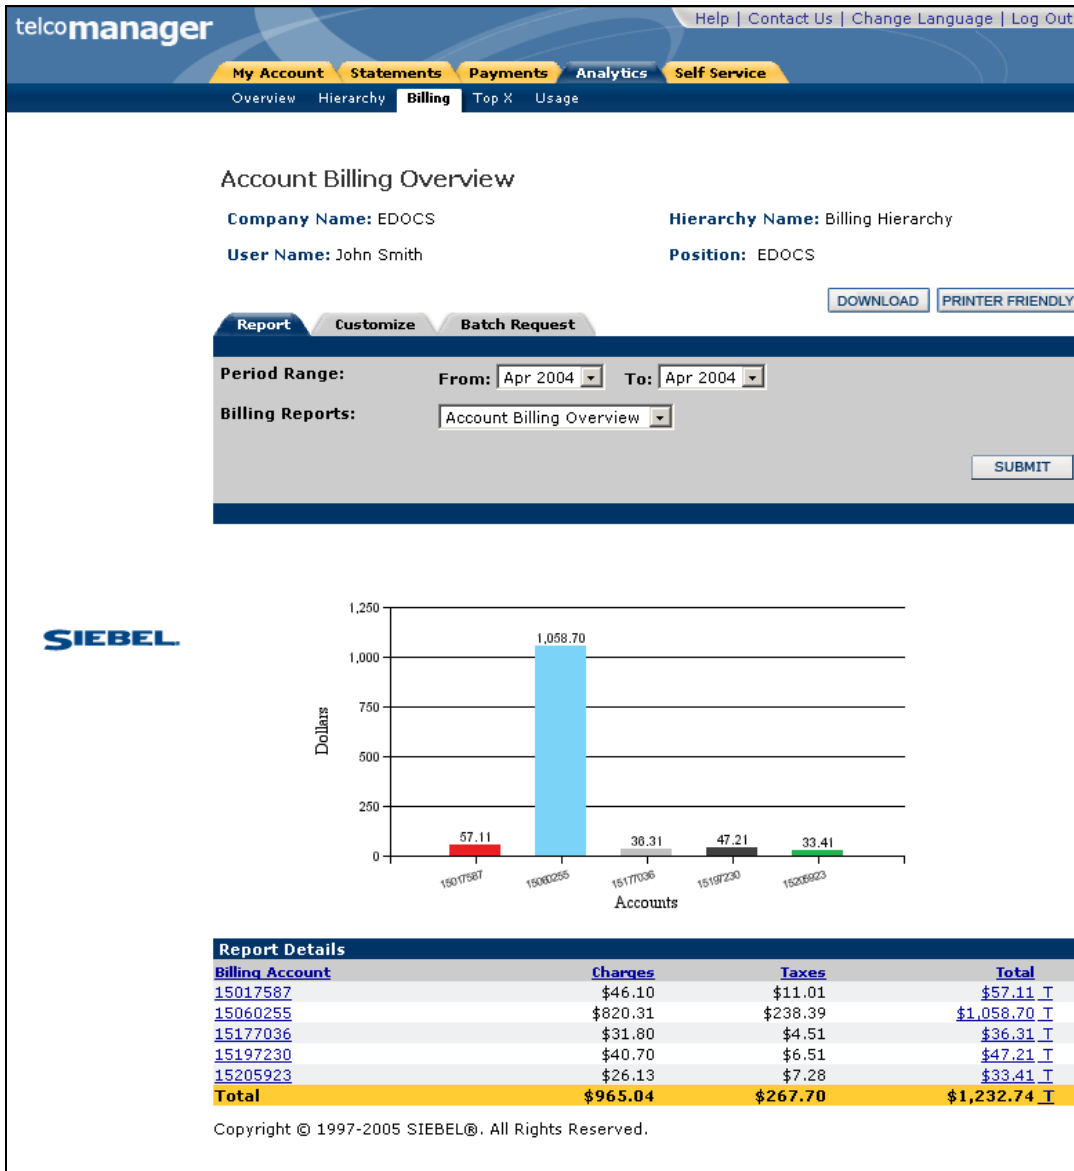 telcomanager
Help | Contact Us | Change Language | Log Out
My Account Statements Payments Analytics Self Service
Overview Hierarchy Billing Top X Usage
Account Billing Overview
Company Name: EDOCS Hierarchy Name: Billing Hierarchy
User Name: John Smith Position: EDOCS
DOWNLOAD PRINTER FRIENDLY
Report Customize Batch Request
Period Range: From: Apr 2004 To: Apr 2004
Billing Reports: Account Billing Overview
SUBMIT
SIEBEL.
1,250
1,000
750
500
250
0
Dollars
57.11
1,058.70
36.31
47.21
33.41
15017587
15060255
15177036
15197230
15205923
Accounts
Report Details
Billing Account Charges Taxes Total
15017587 $46.10 $11.01 $57.11 T
15060255 $820.31 $238.39 $1,058.70 T
15177036 $31.80 $4.51 $36.31 T
15197230 $40.70 $6.51 $47.21 T
15205923 $26.13 $7.28 $33.41 T
Total $965.04 $267.70 $1,232.74 T
Copyright © 1997-2005 SIEBEL®. All Rights Reserved.